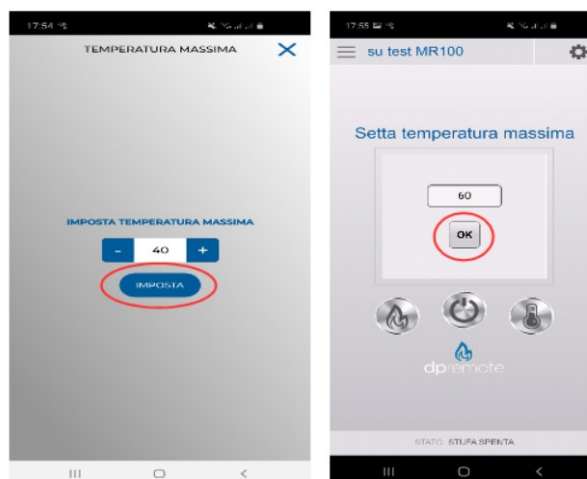 17:54
TEMPERATURA MASSIMA
IMPOSTA TEMPERATURA MASSIMA
- 40 +
IMPOSTA
17:55
su test MR100
Setta temperatura massima
60
OK
dpremote
STATO STUFA SPENTA